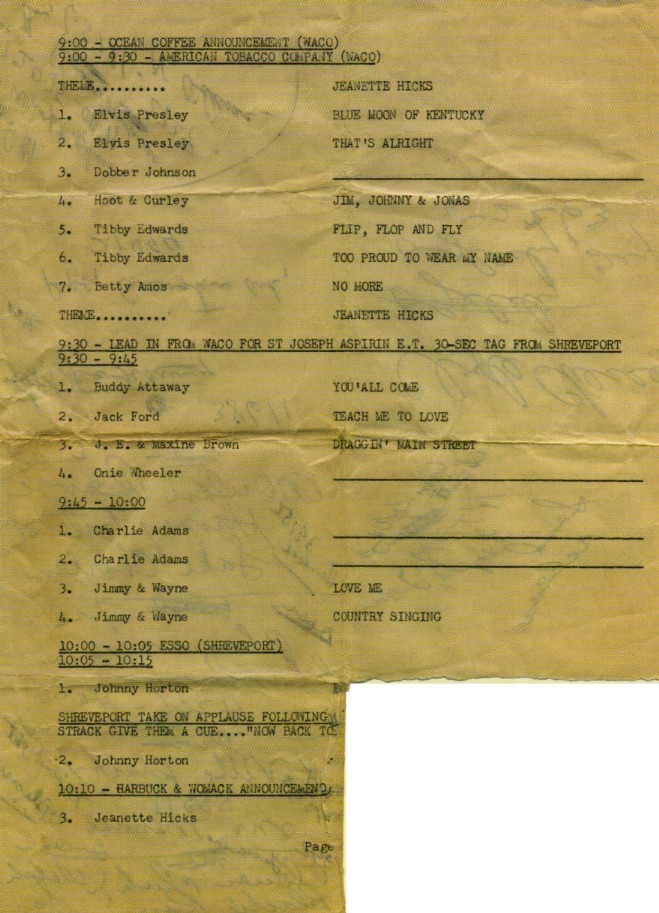 9:00 - OCEAN COFFEE ANNOUNCEMENT (WACO)
9:00 - 9:30 - AMERICAN TOBACCO COMPANY (WACO)
THEME.......... JEANETTE HICKS
1. Elvis Presley BLUE MOON OF KENTUCKY
2. Elvis Presley THAT'S ALRIGHT
3. Dobber Johnson
4. Hoot & Curley JIM, JOHNNY & JONAS
5. Tibby Edwards FLIP, FLOP AND FLY
6. Tibby Edwards TOO PROUD TO WEAR MY NAME
7. Betty Amos NO MORE
THEME.......... JEANETTE HICKS
9:30 - LEAD IN FROM WACO FOR ST JOSEPH ASPIRIN E.T. 30-SEC TAG FROM SHREVEPORT
9:30 - 9:45
1. Buddy Attaway YOU'ALL COME
2. Jack Ford TEACH ME TO LOVE
3. J. E. & Maxine Brown DRAGGIN' MAIN STREET
4. Onie Wheeler
9:45 - 10:00
1. Charlie Adams
2. Charlie Adams
3. Jimmy & Wayne LOVE ME
4. Jimmy & Wayne COUNTRY SINGING
10:00 - 10:05 ESSO (SHREVEPORT)
10:05 - 10:15
1. Johnny Horton
SHREVEPORT TAKE ON APPLAUSE FOLLOWING
STRACK GIVE THEM A CUE...."NOW BACK TO
2. Johnny Horton
10:10 - HARBUCK & WOMACK ANNOUNCEMENT
3. Jeanette Hicks
Page